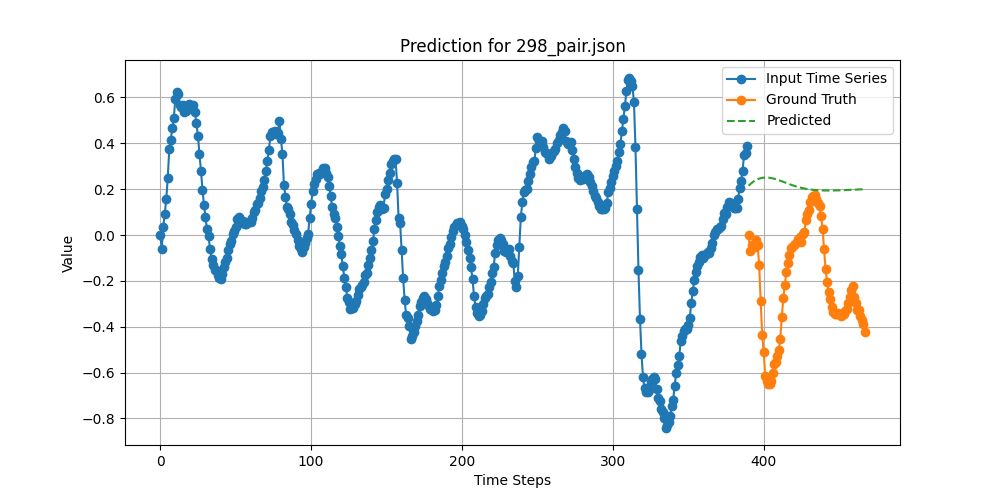 Prediction for 298_pair.json
Input Time Series
Ground Truth
Predicted
Value
0.6
0.4
0.2
0.0
−0.2
−0.4
−0.6
−0.8
0
100
200
300
400
Time Steps